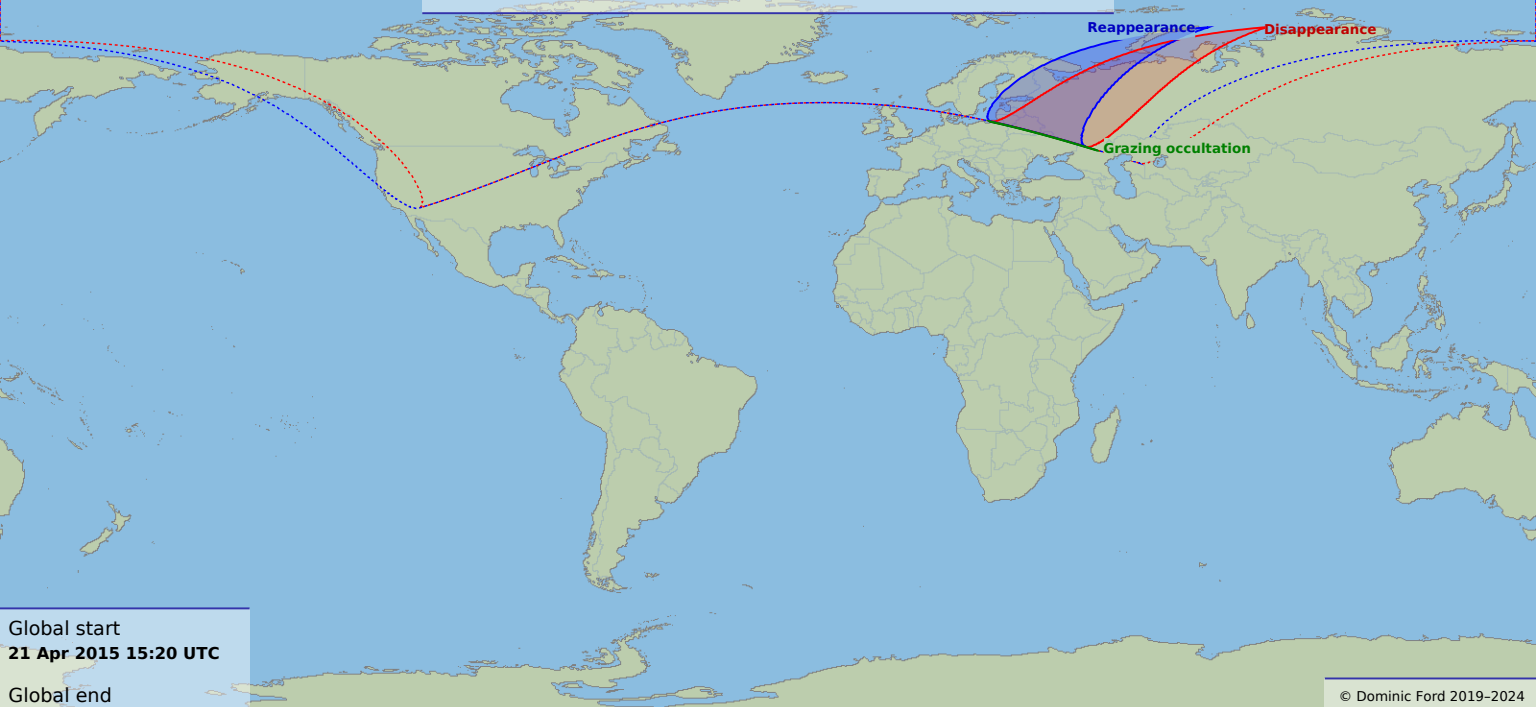 Reappearance
Disappearance
Grazing occultation
Global start
21 Apr 2015 15:20 UTC
Global end
© Dominic Ford 2019–2024